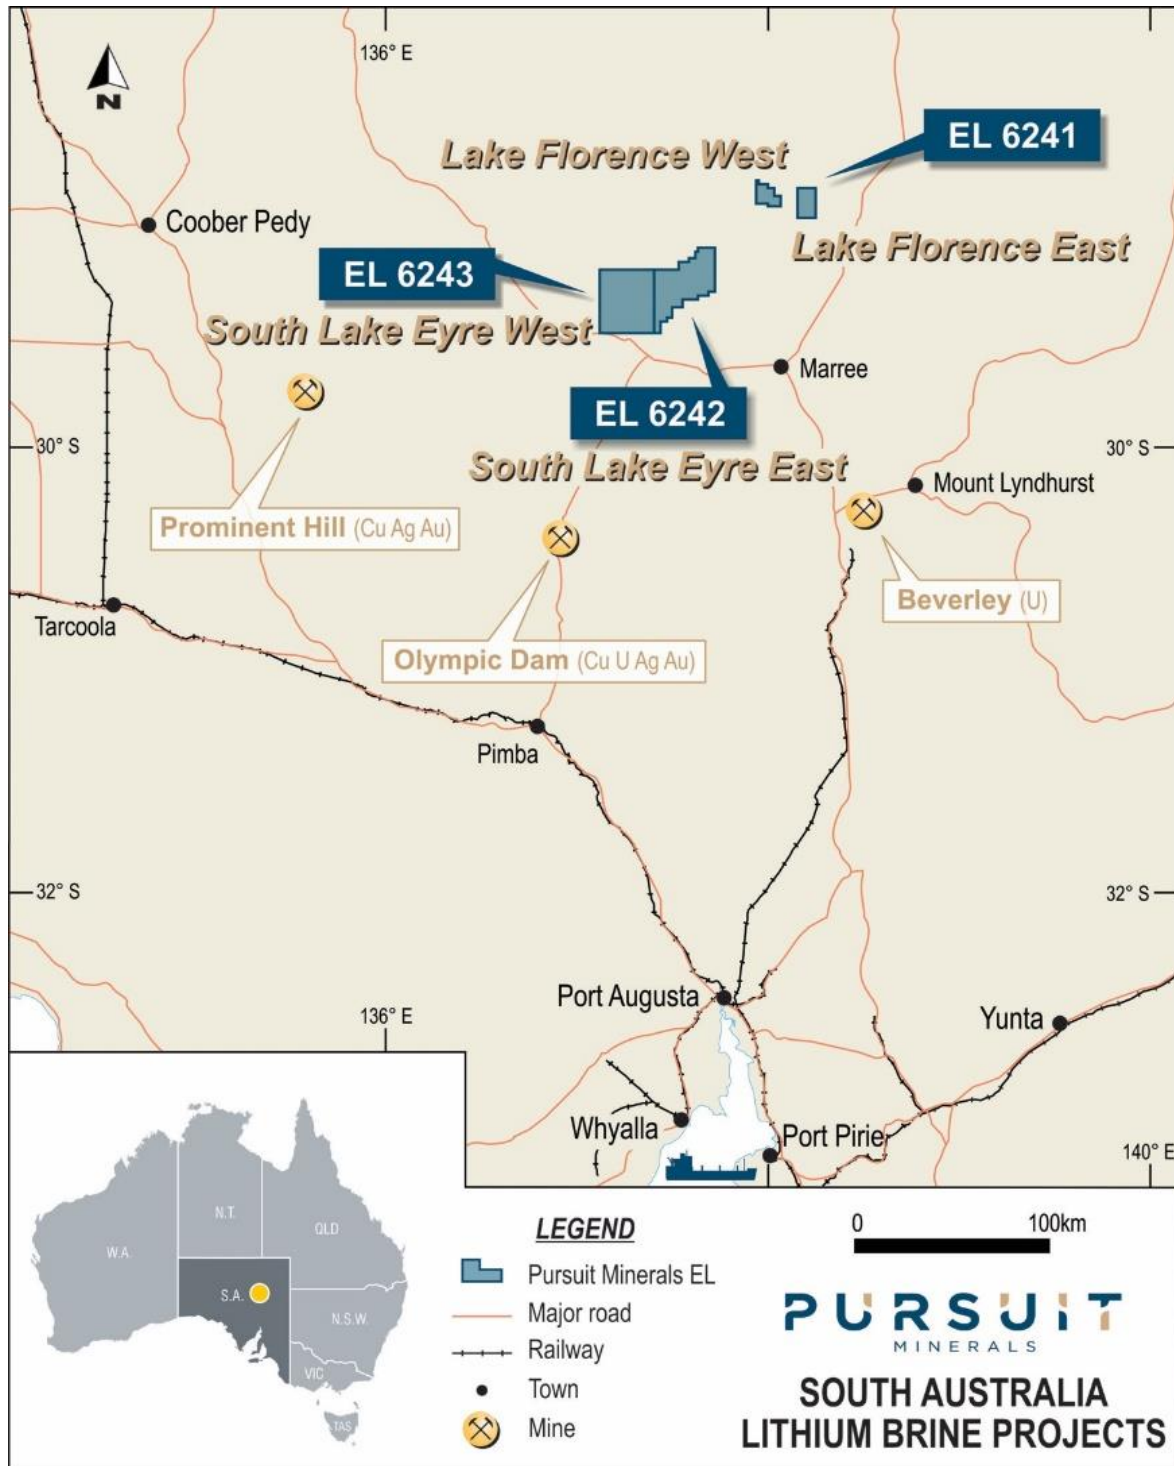 136° E
N
Lake Florence West
EL 6241
Coober Pedy
Lake Florence East
EL 6243
South Lake Eyre West
Marree
EL 6242
30° S
30° S
South Lake Eyre East
Mount Lyndhurst
Prominent Hill (Cu Ag Au)
Beverley (U)
Tarcoola
Olympic Dam (Cu U Ag Au)
Pimba
32° S
32° S
Port Augusta
Yunta
136° E
Whyalla
Port Pirie
140° E
W.A.
N.T.
QLD
S.A.
N.S.W.
VIC
TAS
LEGEND
Pursuit Minerals EL
Major road
Railway
Town
Mine
0 100km
PURSUIT
MINERALS
SOUTH AUSTRALIA
LITHIUM BRINE PROJECTS